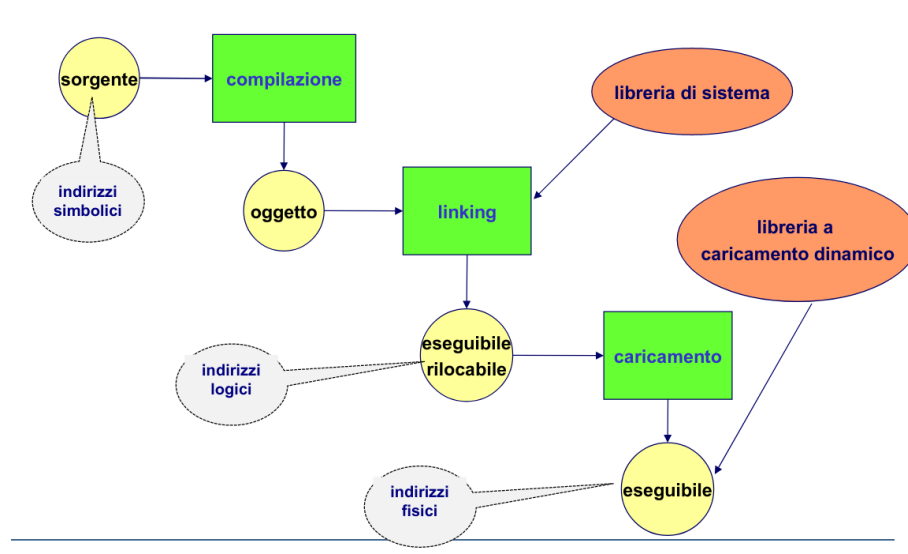 sorgente
compilazione
libreria di sistema
indirizzi
simbolici
oggetto
linking
libreria a
caricamento dinamico
eseguibile
rilocabile
caricamento
indirizzi
logici
indirizzi
fisici
eseguibile